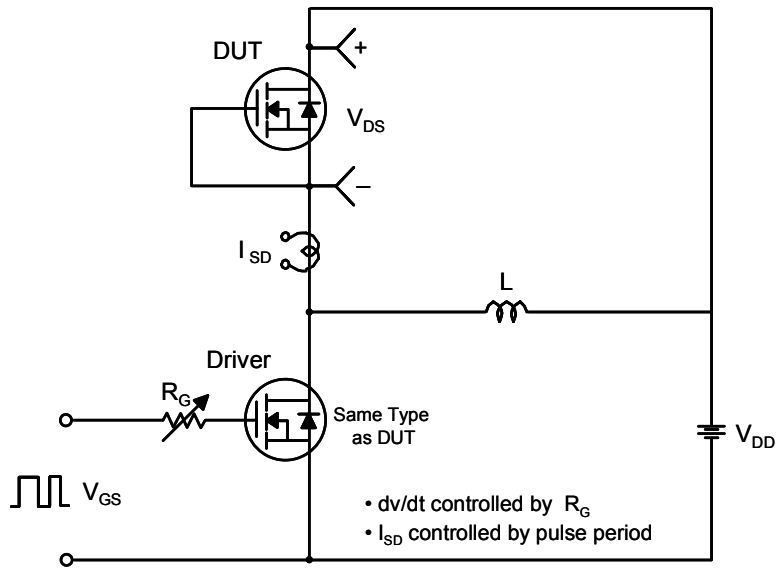 DUT
+
V_DS
–
I_SD
L
Driver
R_G
Same Type
as DUT
V_DD
V_GS
• dv/dt controlled by R_G
• I_SD controlled by pulse period